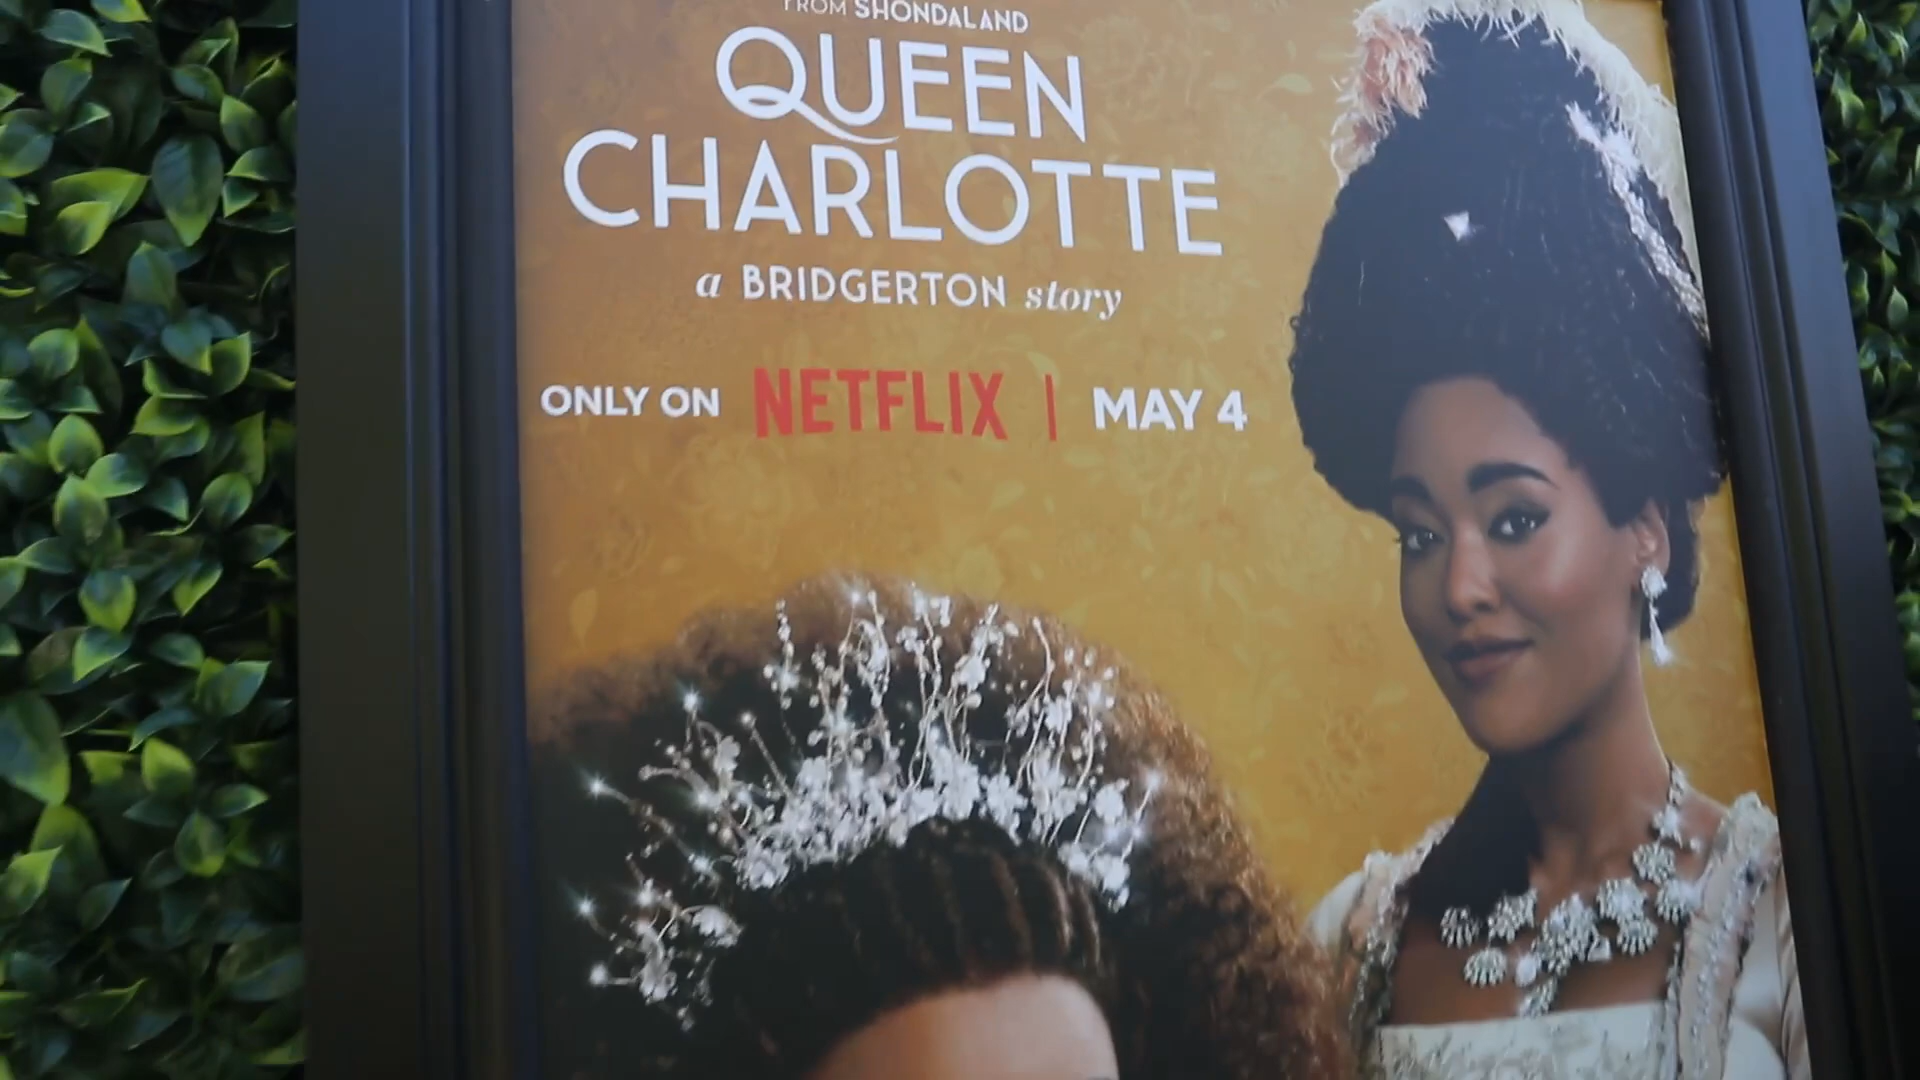 FROM SHONDALAND
QUEEN
CHARLOTTE
a BRIDGERTON story
ONLY ON NETFLIX | MAY 4